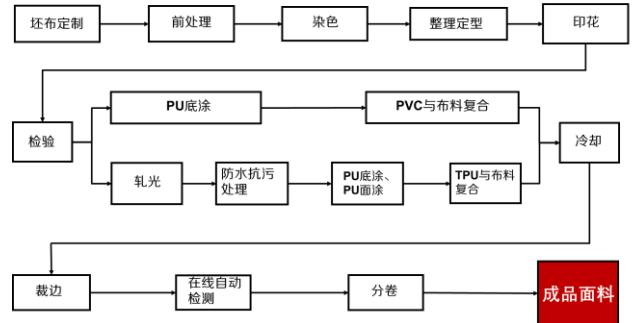 坯布定制
前处理
染色
整理定型
印花
检验
PU底涂
PVC与布料复合
冷却
轧光
防水抗污
处理
PU底涂、
PU面涂
TPU与布料
复合
裁边
在线自动
检测
分卷
成品面料